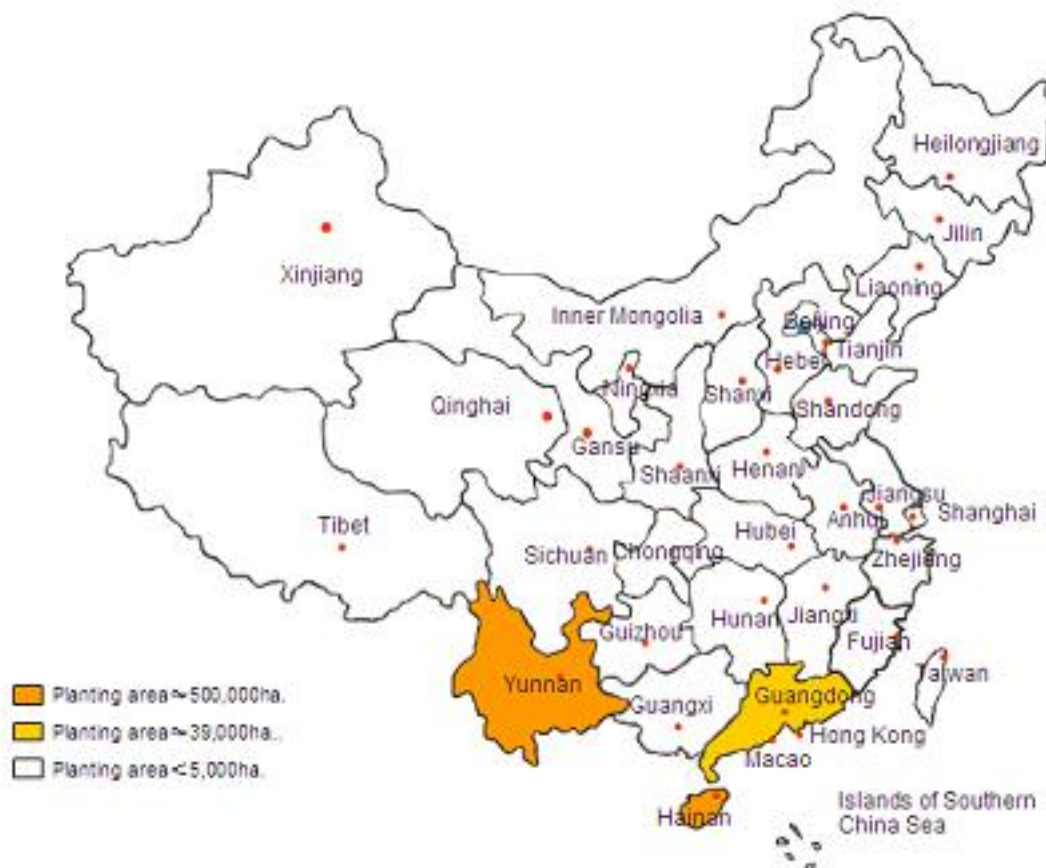 Heilongjiang
Jilin
Liaoning
Xinjiang
Inner Mongolia
Beijing
Tianjin
Hebei
Ningxia
Shanxi
Shandong
Qinghai
Gansu
Shaanxi
Henan
Jiangsu
Anhui
Shanghai
Tibet
Sichuan
Chongqing
Hubei
Zhejiang
Guizhou
Hunan
Jiangxi
Fujian
Taiwan
Yunnan
Guangxi
Guangdong
Hong Kong
Macao
Hainan
Islands of Southern
China Sea
Planting area≈500,000ha.
Planting area≈39,000ha..
Planting area<5,000ha.